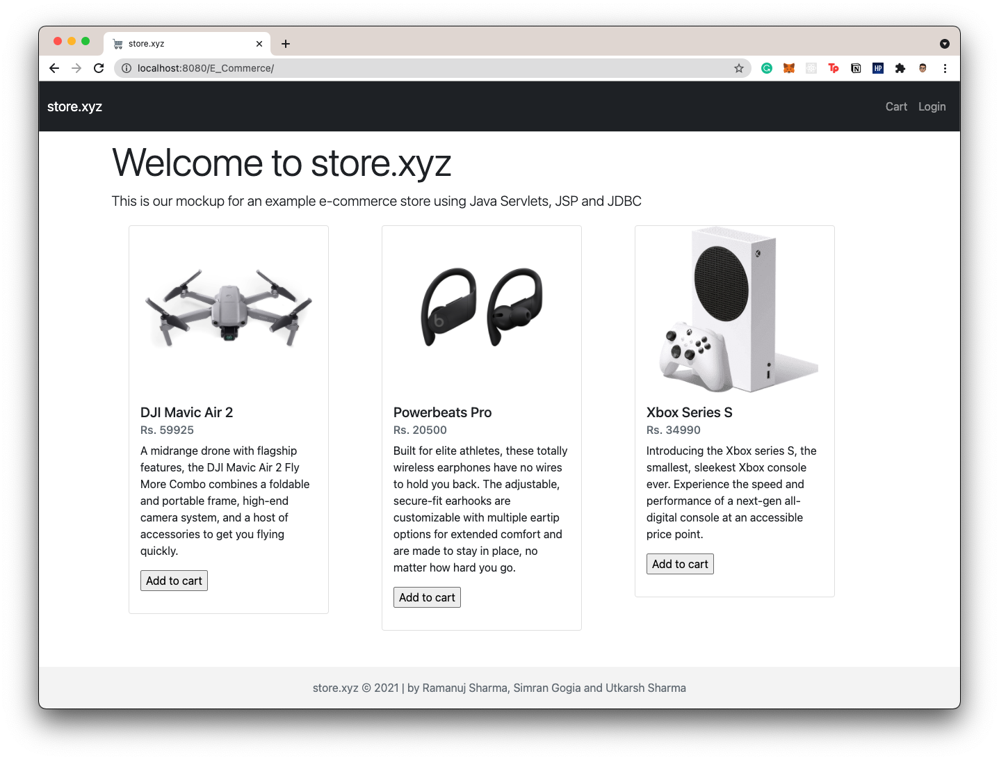 store.xyz
localhost:8080/E_Commerce/
Tp
N
HP
store.xyz
Cart Login
Welcome to store.xyz
This is our mockup for an example e-commerce store using Java Servlets, JSP and JDBC
b
DJI Mavic Air 2
Rs. 59925
A midrange drone with flagship
features, the DJI Mavic Air 2 Fly
More Combo combines a foldable
and portable frame, high-end
camera system, and a host of
accessories to get you flying
quickly.
Add to cart
Powerbeats Pro
Rs. 20500
Built for elite athletes, these totally
wireless earphones have no wires
to hold you back. The adjustable,
secure-fit earhooks are
customizable with multiple eartip
options for extended comfort and
are made to stay in place, no
matter how hard you go.
Add to cart
Xbox Series S
Rs. 34990
Introducing the Xbox series S, the
smallest, sleekest Xbox console
ever. Experience the speed and
performance of a next-gen all-
digital console at an accessible
price point.
Add to cart
store.xyz © 2021 | by Ramanuj Sharma, Simran Gogia and Utkarsh Sharma